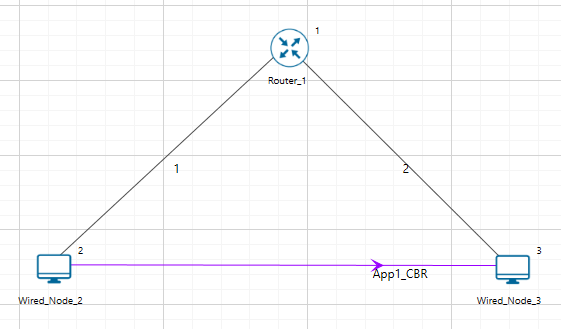 1
Router_1
1
2
2
3
App1_CBR
Wired_Node_2
Wired_Node_3